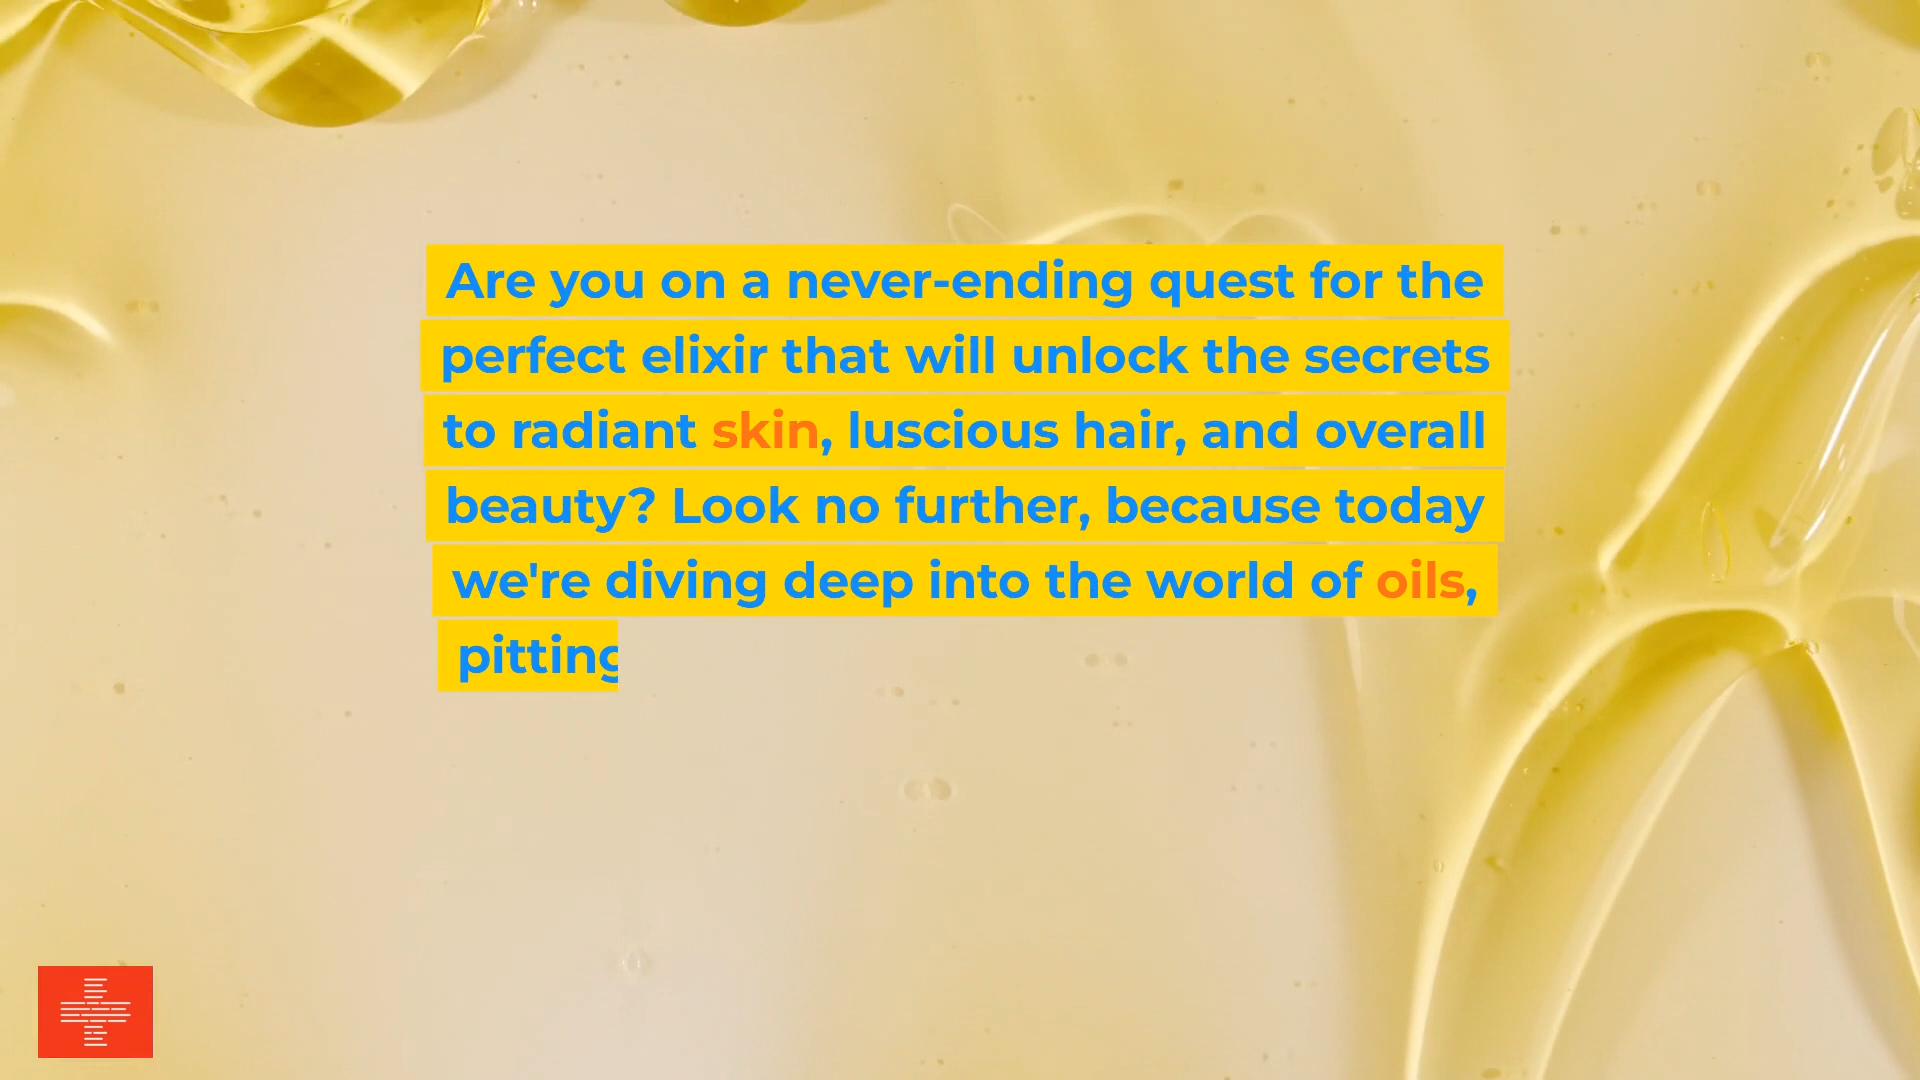 Are you on a never-ending quest for the
perfect elixir that will unlock the secrets
to radiant skin, luscious hair, and overall
beauty? Look no further, because today
we're diving deep into the world of oils,
pitting